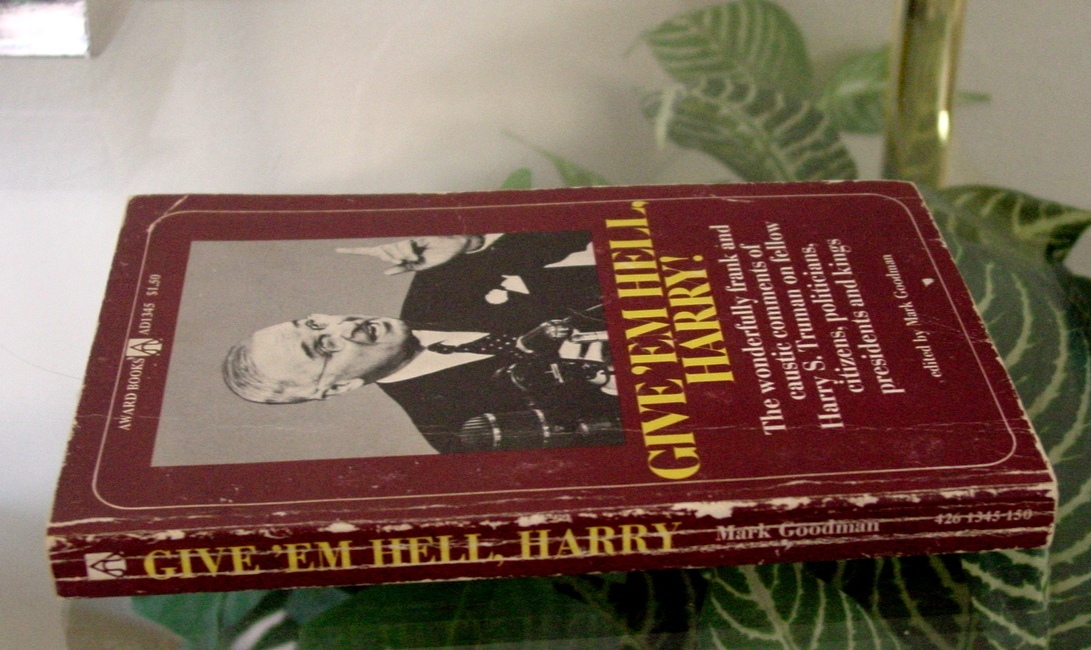 AWARD BOOKS AD1345 $1.50
GIVE 'EM HELL,
HARRY!
The wonderfully frank and
caustic comments of
Harry S. Truman on fellow
citizens, politicians,
presidents and kings
edited by Mark Goodman
GIVE 'EM HELL, HARRY Mark Goodman 426 1345 150